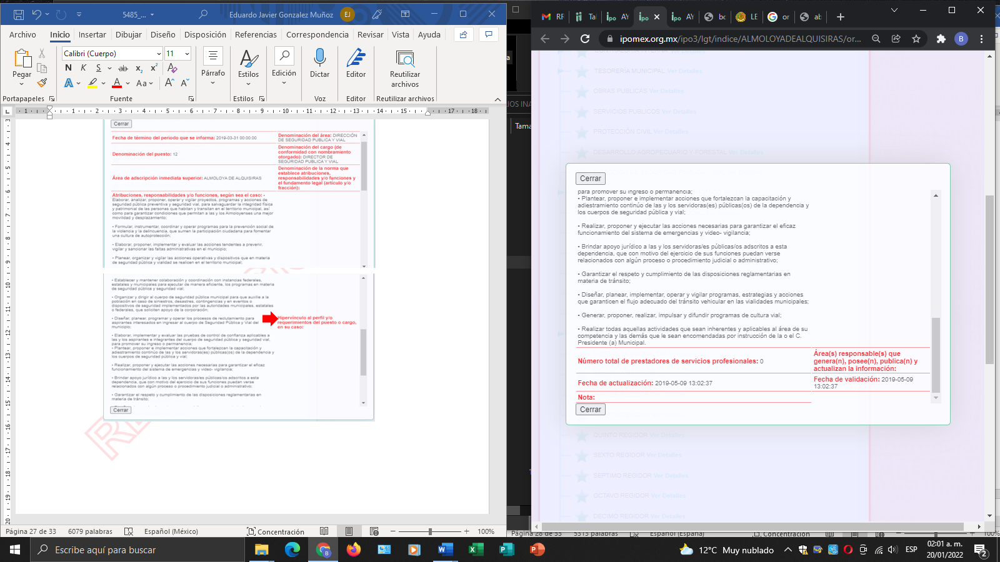 5485_...
Eduardo Javier Gonzalez Muñoz
EJ
Archivo Inicio Insertar Dibujar Diseño Disposición Referencias Correspondencia Revisar Vista Ayuda
Pegar
Calibri (Cuerpo) 11
N K S ab x₂ x²
A Aa A A
Párrafo
Estilos
Edición
Dictar
Editor
Reutilizar
archivos
Portapapeles Fuente Estilos Voz Editor Reutilizar archivos
Cerrar
Fecha de término del periodo que se informa: 2019-03-31 00:00:00
Denominación del área: DIRECCIÓN
DE SEGURIDAD PUBLICA Y VIAL
Denominación del puesto: 12
Denominación del cargo (de
conformidad con nombramiento
otorgado): DIRECTOR DE
SEGURIDAD PUBLICA Y VIAL
Área de adscripción inmediata superior: ALMOLOYA DE ALQUISIRAS
Denominación de la norma que
establece atribuciones,
responsabilidades y/o funciones y
el fundamento legal (artículo y/o
fracción):
Atribuciones, responsabilidades y/o funciones, según sea el caso: •
Elaborar, analizar, proponer, operar y vigilar proyectos, programas y acciones de
seguridad pública preventiva y seguridad vial, para salvaguardar la integridad física
y patrimonial de las personas que habitan y transitan en el territorio municipal, así
como para garantizar condiciones que permitan a las y los Almoloyenses una mejor
movilidad y desplazamiento;
• Formular, instrumentar, coordinar y operar programas para la prevención social de
la violencia y la delincuencia, que sumen la participación ciudadana para fomentar
una cultura de autoprotección;
• Elaborar, proponer, implementar y evaluar las acciones tendentes a prevenir,
vigilar y sancionar las faltas administrativas en el municipio;
• Planear, organizar y vigilar las acciones operativas y dispositivos que en materia
de seguridad pública y vialidad se realicen en el territorio municipal;
• Establecer y mantener colaboración y coordinación con instancias federales,
estatales y municipales para ejecutar de manera eficiente, los programas en materia
de seguridad pública y seguridad vial;
• Organizar y dirigir al cuerpo de seguridad pública municipal para que auxilie a la
población en caso de siniestros, desastres, contingencias y en eventos o
dispositivos de seguridad implementados por las autoridades municipales, estatales
o federales, que soliciten apoyo de la corporación;
• Diseñar, planear, programar y operar los procesos de reclutamiento para
aspirantes interesados en ingresar al cuerpo de Seguridad Pública y Vial del
municipio;
Hipervínculo al perfil y/o
requerimientos del puesto o cargo,
en su caso:
• Elaborar, implementar y evaluar las pruebas de control de confianza aplicables a
las y los aspirantes e integrantes del cuerpo de seguridad pública y seguridad vial,
para promover su ingreso o permanencia;
• Plantear, proponer e implementar acciones que fortalezcan la capacitación y
adiestramiento continúo de las y los servidoras(es) públicas(os) de la dependencia y
los cuerpos de seguridad pública y vial;
• Realizar, proponer y ejecutar las acciones necesarias para garantizar el eficaz
funcionamiento del sistema de emergencias y video- vigilancia;
• Brindar apoyo jurídico a las y los servidoras/es públicas/os adscritos a esta
dependencia, que con motivo del ejercicio de sus funciones puedan verse
relacionados con algún proceso o procedimiento judicial o administrativo;
• Garantizar el respeto y cumplimiento de las disposiciones reglamentarias en
materia de tránsito;
Cerrar
Página 27 de 33 6079 palabras Español (México) Concentración 100%
RF Ta AY AY bc LE or ab
ipomex.org.mx/ipo3/lgt/indice/ALMOLOYADEALQUISIRAS/or...
B
TESORERÍA MUNICIPAL Ver Detalles
OBRAS PUBLICAS Ver Detalles
SERVICIOS PUBLICOS Ver Detalles
PROTECCIÓN CIVIL Ver Detalles
DESARROLLO AGROPECUARIO Y FORESTAL Ver Detalles
Cerrar
para promover su ingreso o permanencia;
• Plantear, proponer e implementar acciones que fortalezcan la capacitación y
adiestramiento continúo de las y los servidoras(es) públicas(os) de la dependencia y
los cuerpos de seguridad pública y vial;
• Realizar, proponer y ejecutar las acciones necesarias para garantizar el eficaz
funcionamiento del sistema de emergencias y video- vigilancia;
• Brindar apoyo jurídico a las y los servidoras/es públicas/os adscritos a esta
dependencia, que con motivo del ejercicio de sus funciones puedan verse
relacionados con algún proceso o procedimiento judicial o administrativo;
• Garantizar el respeto y cumplimiento de las disposiciones reglamentarias en
materia de tránsito;
• Diseñar, planear, implementar, operar y vigilar programas, estrategias y acciones
que garanticen el flujo adecuado del tránsito vehicular en las vialidades municipales;
• Generar, proponer, realizar, impulsar y difundir programas de cultura vial;
• Realizar todas aquellas actividades que sean inherentes y aplicables al área de su
competencia y las demás que le sean encomendadas por instrucción de la o el C.
Presidente (a) Municipal.
Número total de prestadores de servicios profesionales: 0
Área(s) responsable(s) que
genera(n), posee(n), publica(n) y
actualizan la información:
Fecha de actualización: 2019-05-09 13:02:37
Fecha de validación: 2019-05-09
13:02:37
Nota:
Cerrar
QUINTO REGIDOR Ver Detalles
SEXTO REGIDOR Ver Detalles
SEPTIMO REGIDOR Ver Detalles
OCTAVO REGIDOR Ver Detalles
DECIMO REGIDOR Ver Detalles
IOS INA
Tama
Página 28 de 33 5513 palabras Español (España) Concentración 100%
Escribe aquí para buscar
12°C Muy nublado
ESP
02:01 a. m.
20/01/2022
2